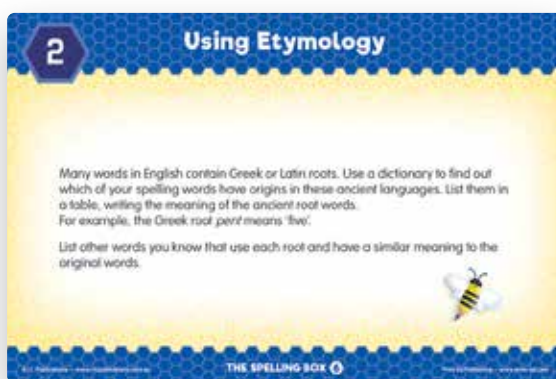 2
Using Etymology
Many words in English contain Greek or Latin roots. Use a dictionary to find out
which of your spelling words have origins in these ancient languages. List them in
a table, writing the meaning of the ancient root words.
For example, the Greek root pent means ‘five’.
List other words you know that use each root and have a similar meaning to the
original words.
THE SPELLING BOX